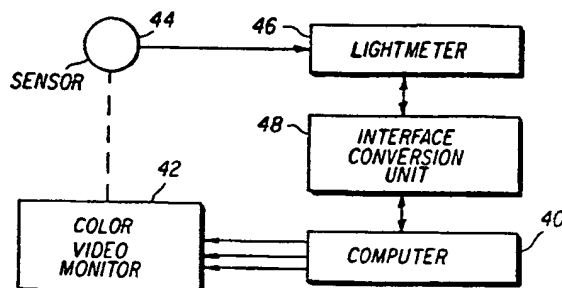 44
SENSOR
46
LIGHTMETER
48
INTERFACE
CONVERSION
UNIT
42
COLOR
VIDEO
MONITOR
COMPUTER
40